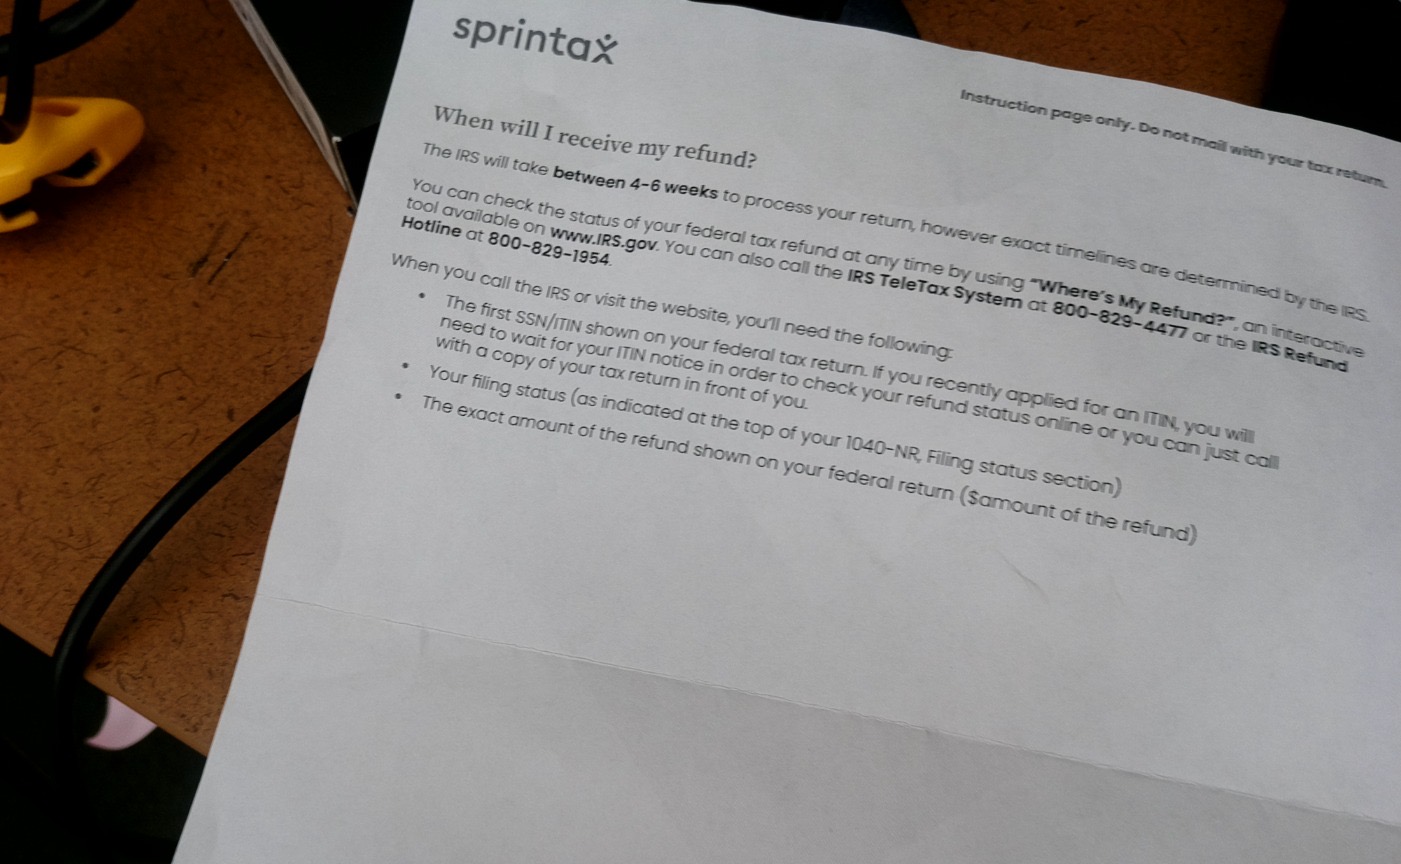 sprintax
Instruction page only. Do not mail with your tax return.
When will I receive my refund?
The IRS will take between 4-6 weeks to process your return, however exact timelines are determined by the IRS.
You can check the status of your federal tax refund at any time by using "Where's My Refund?", an interactive
tool available on www.IRS.gov. You can also call the IRS TeleTax System at 800-829-4477 or the IRS Refund
Hotline at 800-829-1954.
When you call the IRS or visit the website, you'll need the following:
• The first SSN/ITIN shown on your federal tax return. If you recently applied for an ITIN, you will
need to wait for your ITIN notice in order to check your refund status online or you can just call
with a copy of your tax return in front of you.
• Your filing status (as indicated at the top of your 1040-NR, Filing status section)
• The exact amount of the refund shown on your federal return ($amount of the refund)